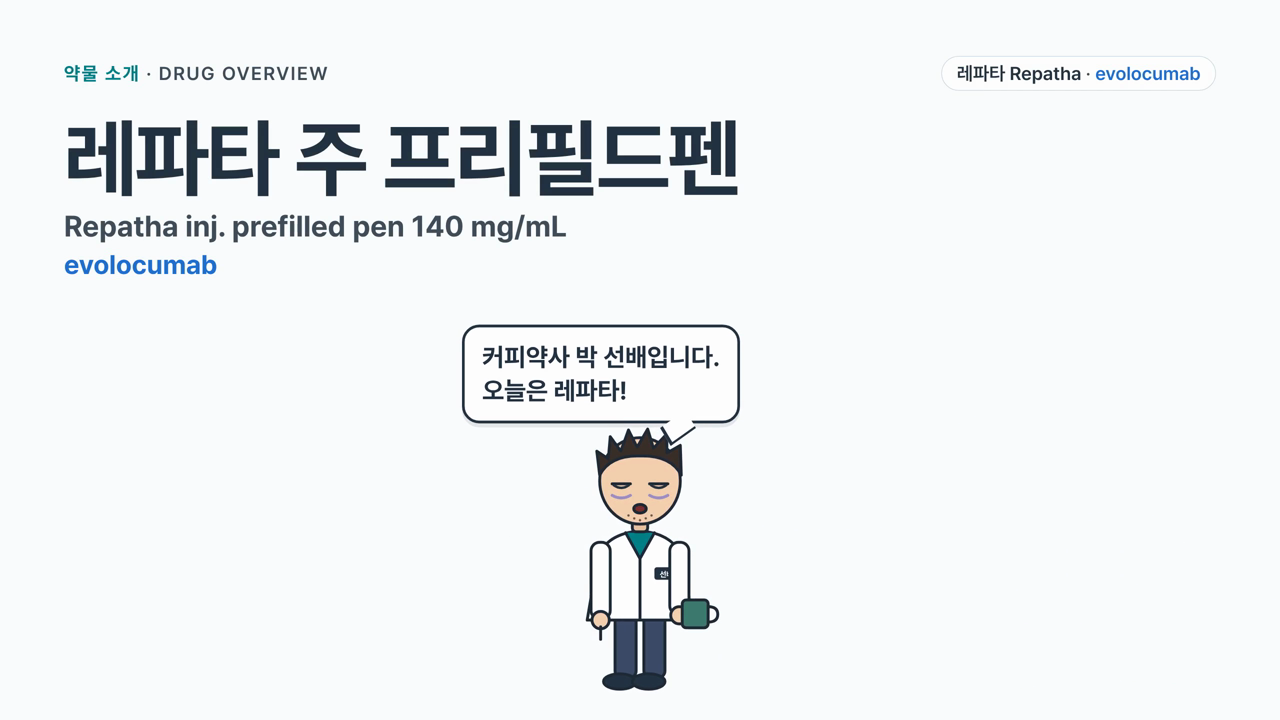 약물 소개 · DRUG OVERVIEW
레파타 Repatha · evolocumab
레파타 주 프리필드펜
Repatha inj. prefilled pen 140 mg/mL
evolocumab
커피약사 박 선배입니다.
오늘은 레파타!